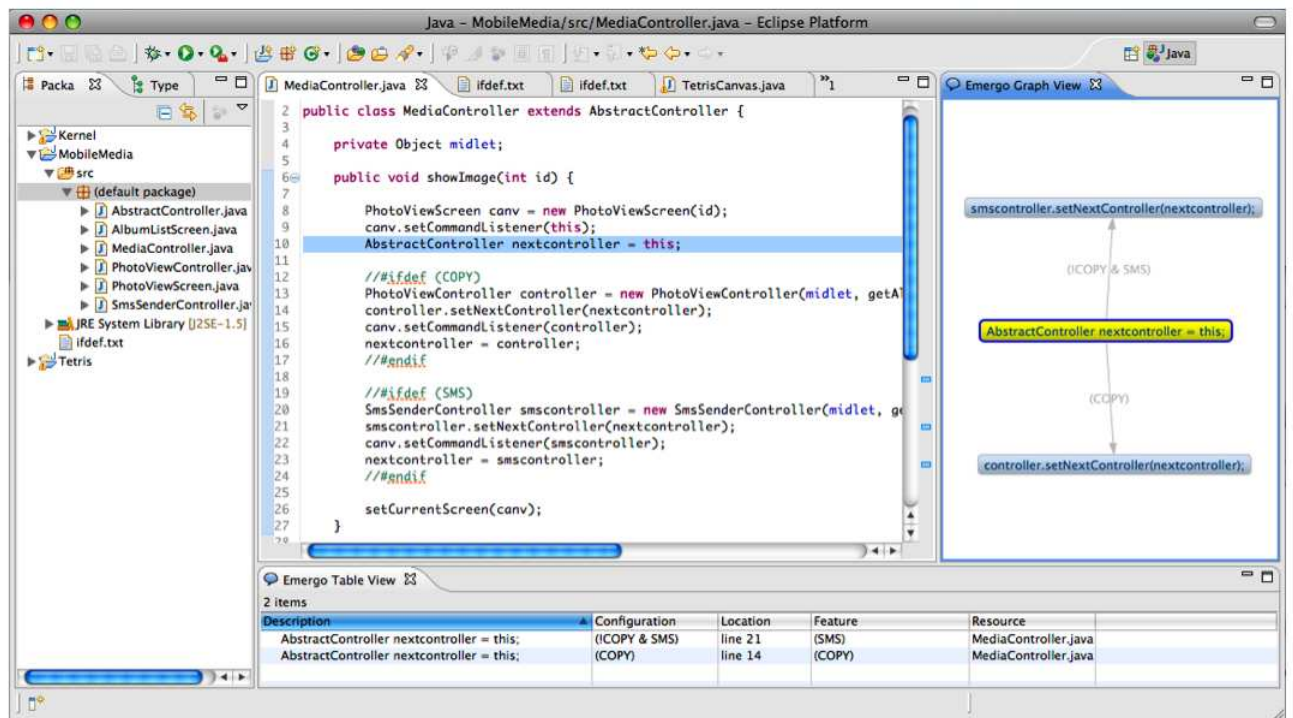 Java – MobileMedia/src/MediaController.java – Eclipse Platform
Java
Packa
Type
Kernel
MobileMedia
src
(default package)
AbstractController.java
AlbumListScreen.java
MediaController.java
PhotoViewController.jav
PhotoViewScreen.java
SmsSenderController.ja
JRE System Library [J2SE-1.5]
ifdef.txt
Tetris
MediaController.java
ifdef.txt
ifdef.txt
TetrisCanvas.java
»1
2 public class MediaController extends AbstractController {
3
4 private Object midlet;
5
6 public void showImage(int id) {
7
8 PhotoViewScreen canv = new PhotoViewScreen(id);
9 canv.setCommandListener(this);
10 AbstractController nextcontroller = this;
11
12 //#ifdef (COPY)
13 PhotoViewController controller = new PhotoViewController(midlet, getAl
14 controller.setNextController(nextcontroller);
15 canv.setCommandListener(controller);
16 nextcontroller = controller;
17 //#endif
18
19 //#ifdef (SMS)
20 SmsSenderController smscontroller = new SmsSenderController(midlet, ge
21 smscontroller.setNextController(nextcontroller);
22 canv.setCommandListener(smscontroller);
23 nextcontroller = smscontroller;
24 //#endif
25
26 setCurrentScreen(canv);
27 }
28
Emergo Graph View
smscontroller.setNextController(nextcontroller);
(!COPY & SMS)
AbstractController nextcontroller = this;
(COPY)
controller.setNextController(nextcontroller);
Emergo Table View
2 items
Description Configuration Location Feature Resource
AbstractController nextcontroller = this; (!COPY & SMS) line 21 (SMS) MediaController.java
AbstractController nextcontroller = this; (COPY) line 14 (COPY) MediaController.java